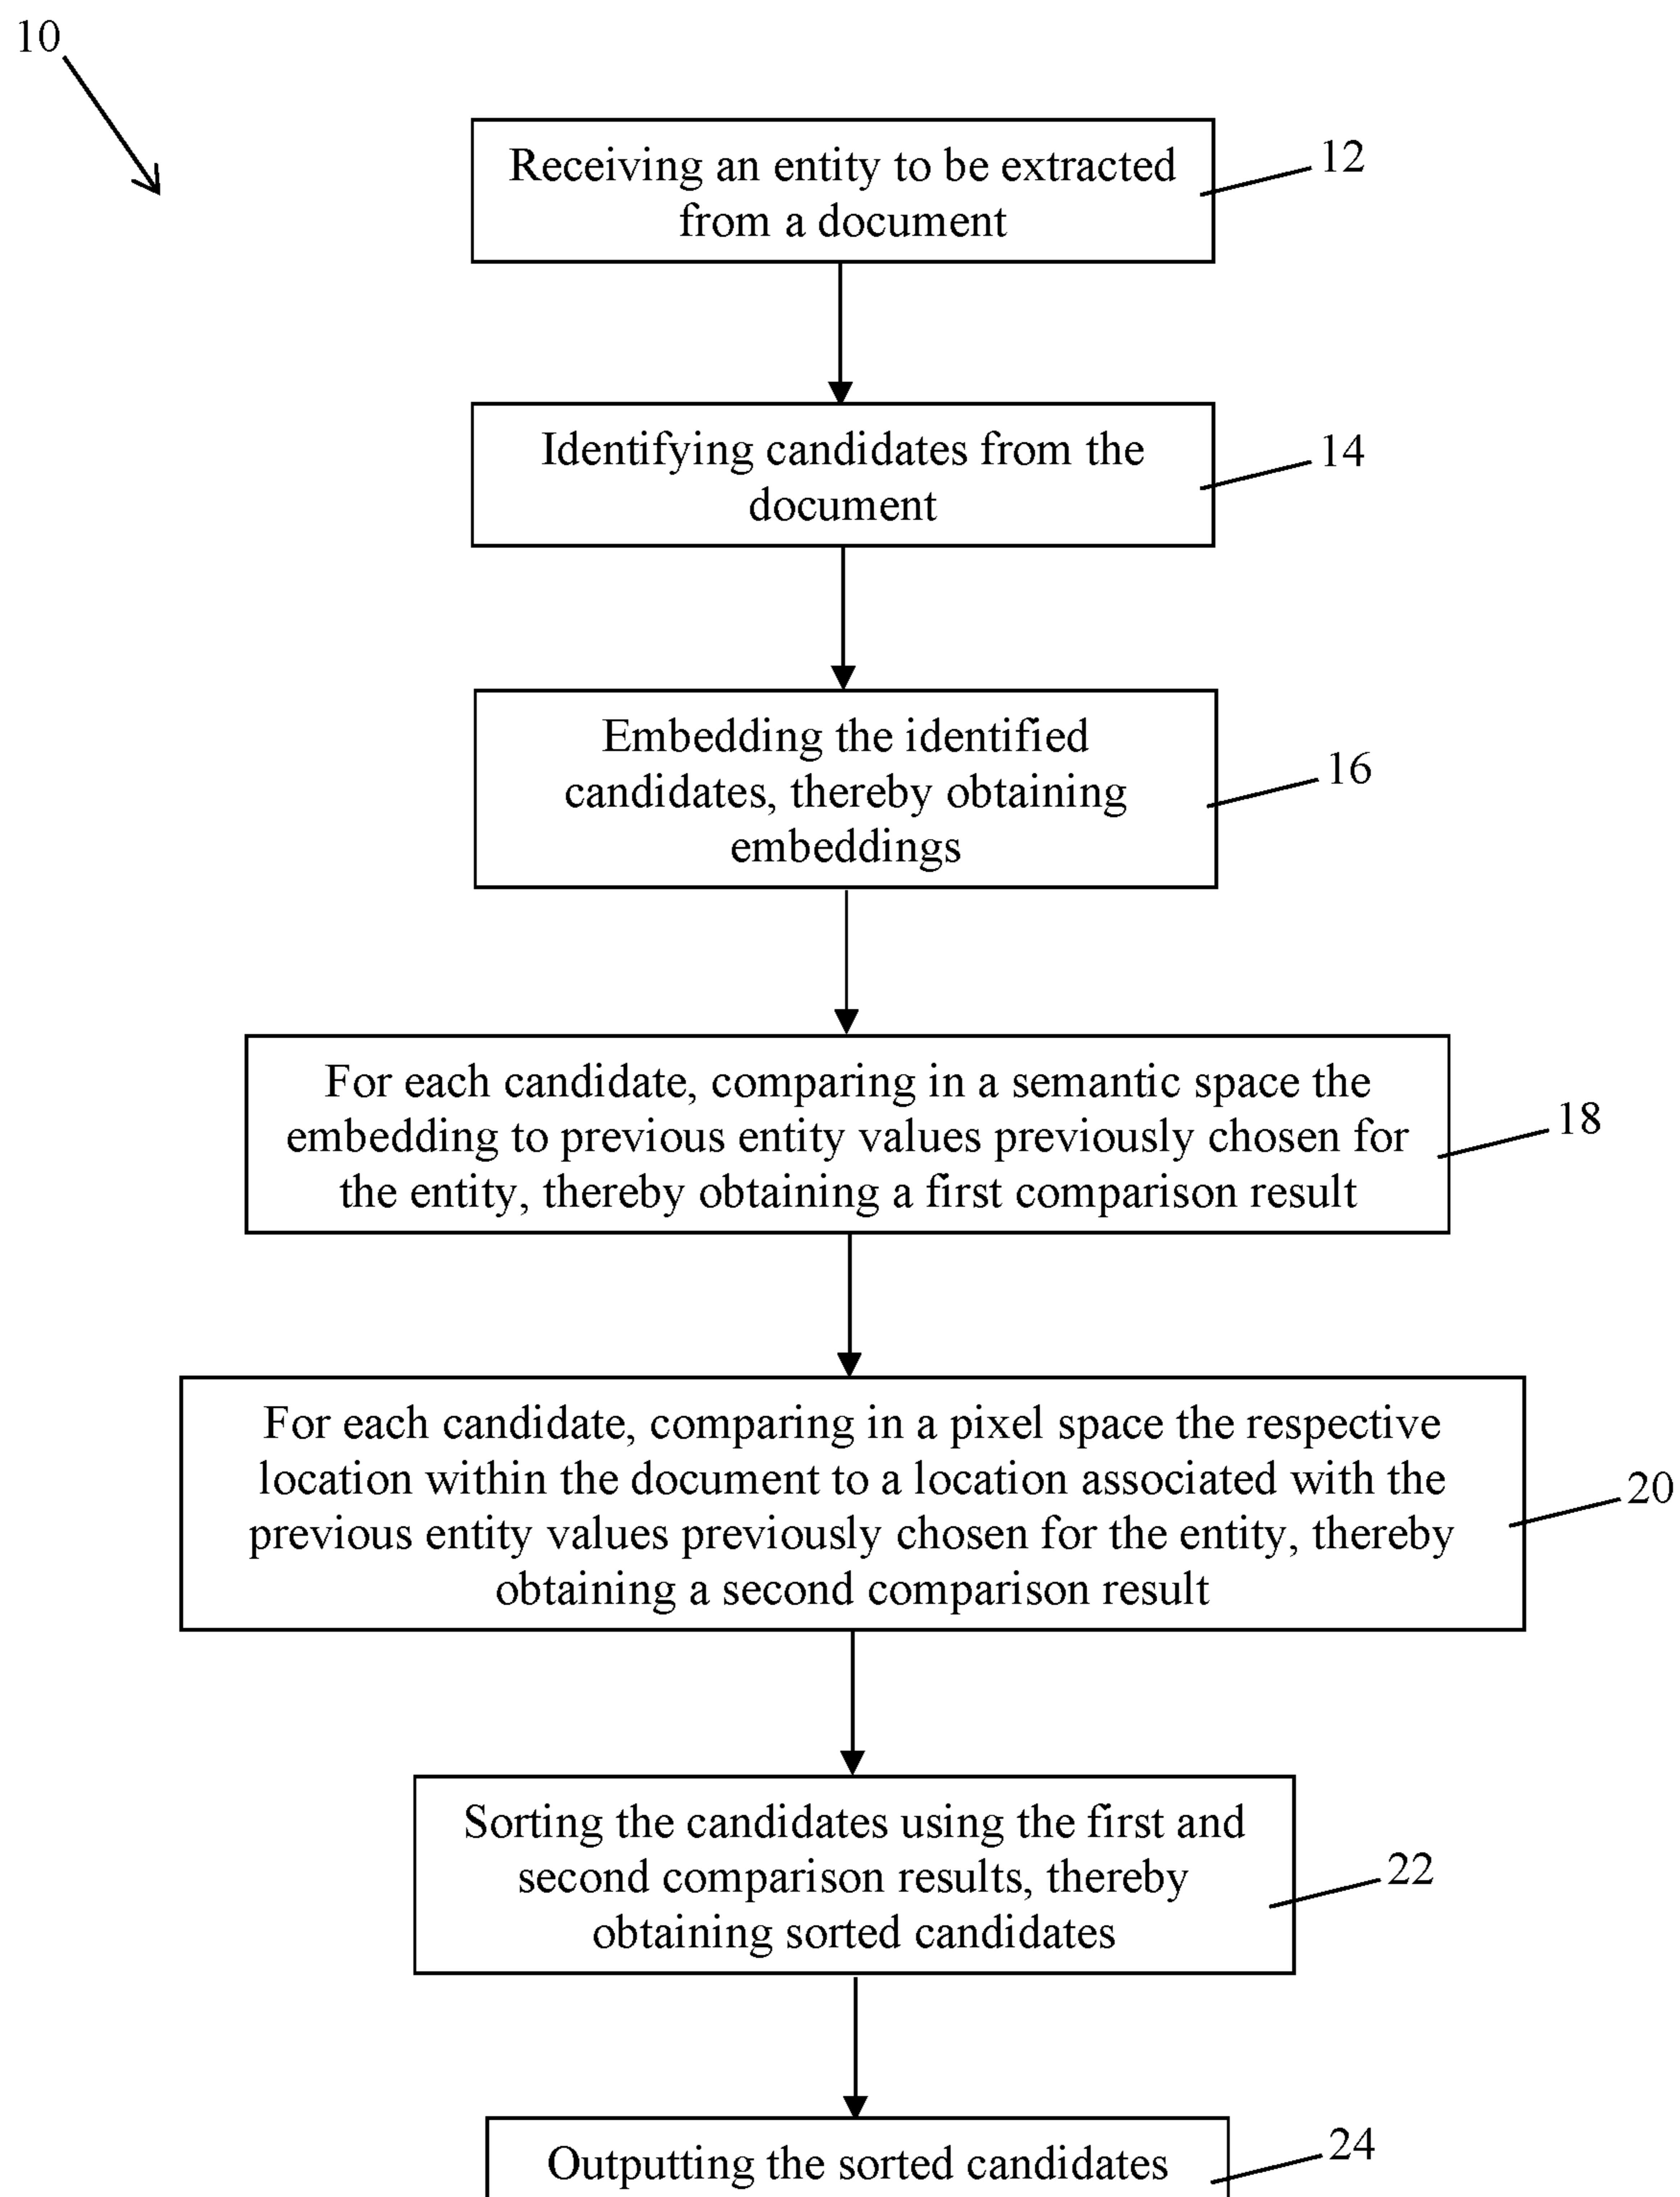 10
Receiving an entity to be extracted
from a document
12
Identifying candidates from the
document
14
Embedding the identified
candidates, thereby obtaining
embeddings
16
For each candidate, comparing in a semantic space the
embedding to previous entity values previously chosen for
the entity, thereby obtaining a first comparison result
18
For each candidate, comparing in a pixel space the respective
location within the document to a location associated with the
previous entity values previously chosen for the entity, thereby
obtaining a second comparison result
20
Sorting the candidates using the first and
second comparison results, thereby
obtaining sorted candidates
22
Outputting the sorted candidates
24